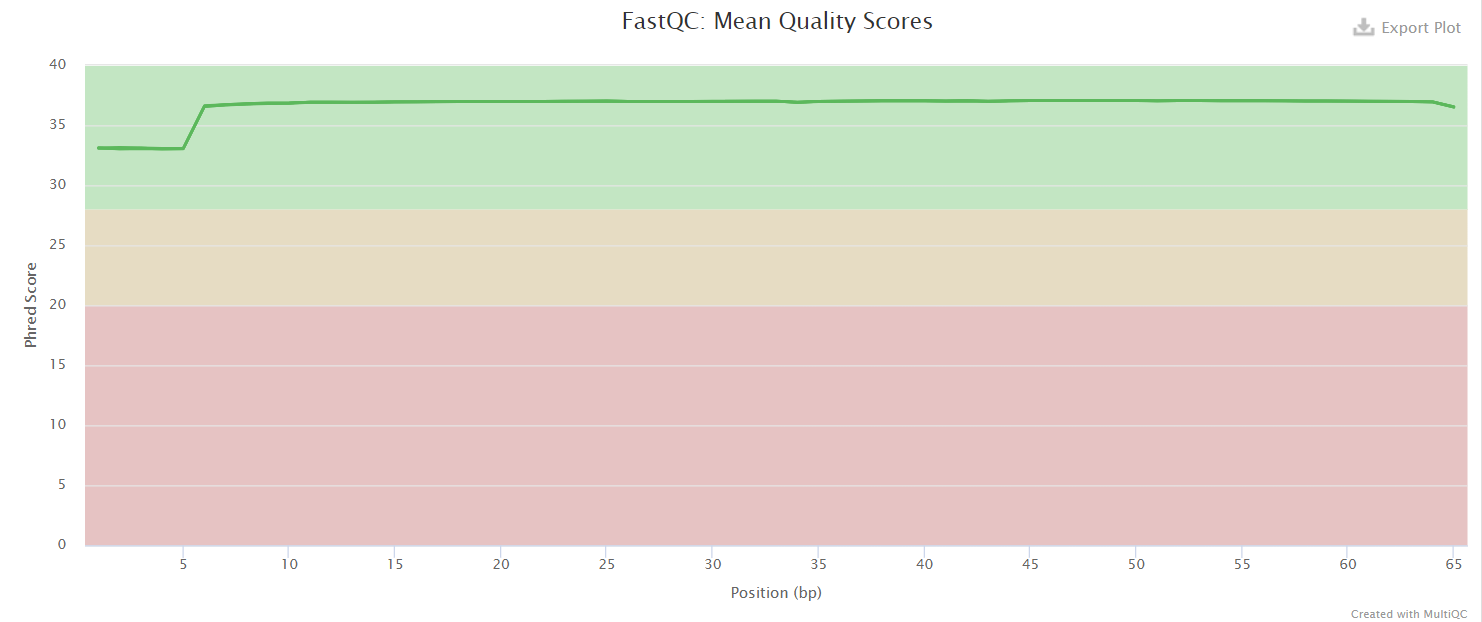 FastQC: Mean Quality Scores
Export Plot
40
35
30
25
20
15
10
5
0
Phred Score
5 10 15 20 25 30 35 40 45 50 55 60 65
Position (bp)
Created with MultiQC